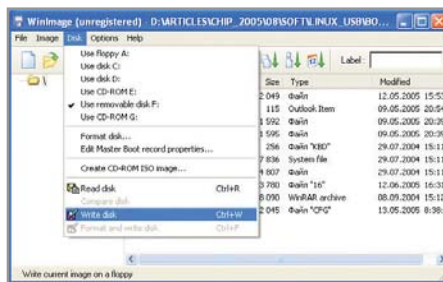 WinImage (unregistered) - D:\ARTICLES\CHIP_2005\08\SOFT\LINUX_USB\BO...
File Image Disk Options Help
Use floppy A:
Use disk C:
Use disk D:
Use CD-ROM E:
Use removable disk F:
Use CD-ROM G:
Format disk...
Edit Master Boot record properties...
Create CD-ROM ISO image...
Read disk Ctrl+R
Compare disk
Write disk Ctrl+W
Format and write disk Ctrl+F
Label:
\
Size Type Modified
2 049 Файл 12.05.2005 15:53
115 Outlook Item 09.05.2005 20:54
1 592 Файл 09.05.2005 20:39
1 595 Файл 09.05.2005 20:39
256 Файл "KBD" 29.07.2004 15:11
7 836 System file 29.07.2004 15:11
4 807 Файл 29.07.2004 15:11
3 780 Файл "16" 12.06.2005 16:31
8 090 WinRAR archive 08.09.2004 15:12
2 045 Файл "CFG" 13.05.2005 8:38
Write current image on a floppy